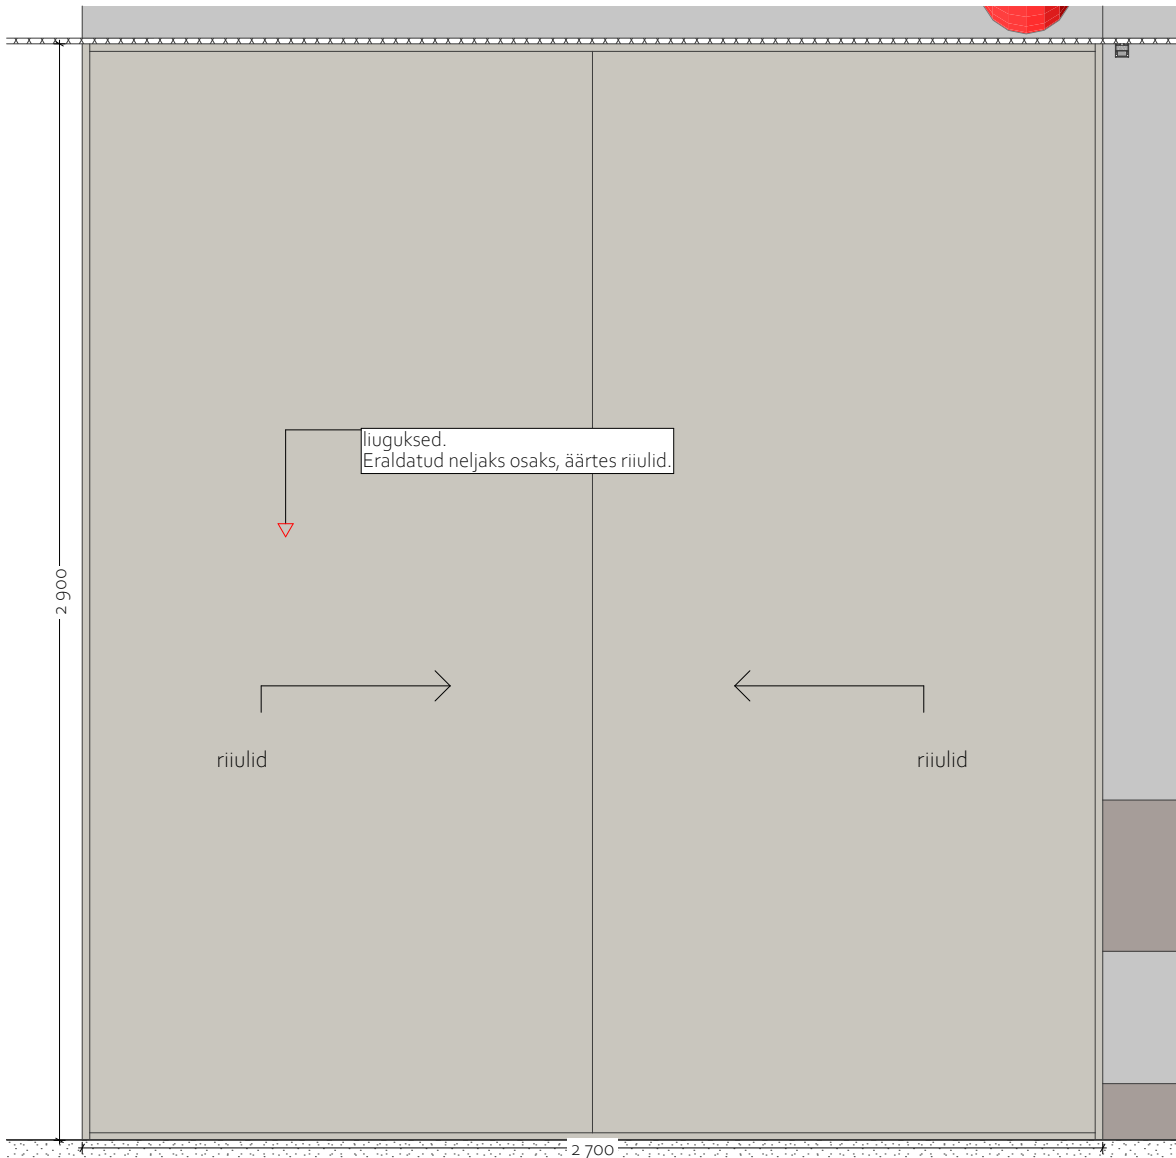 liuguksed.
Eraldatud neljaks osaks, äärtes riiulid.
2 900
riiulid
riiulid
2 700